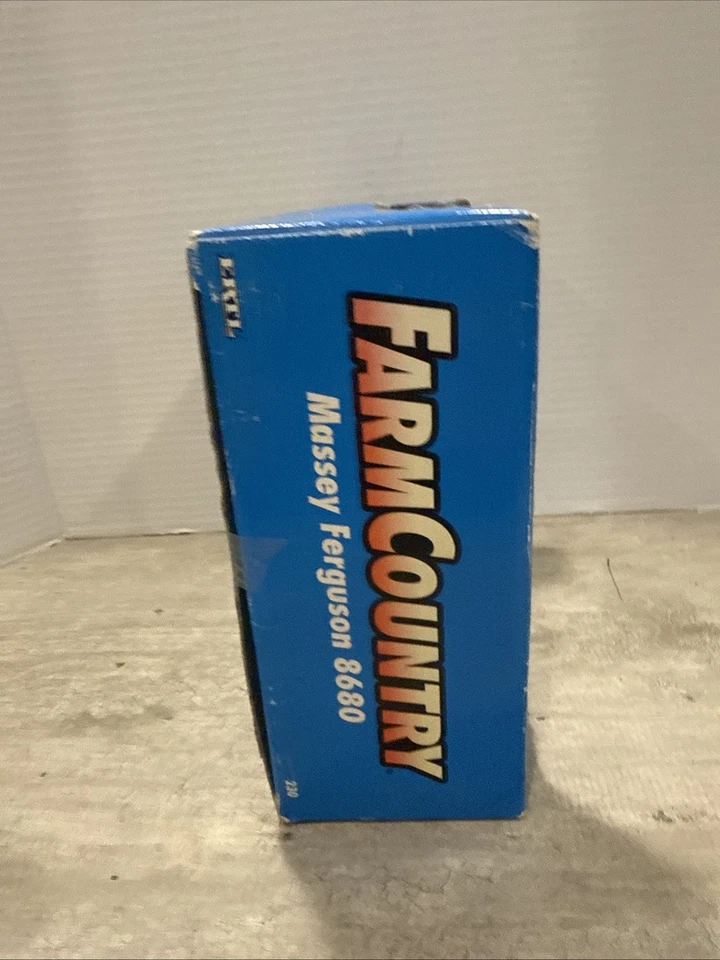 ERTL
FARM COUNTRY
Massey Ferguson 8680
230